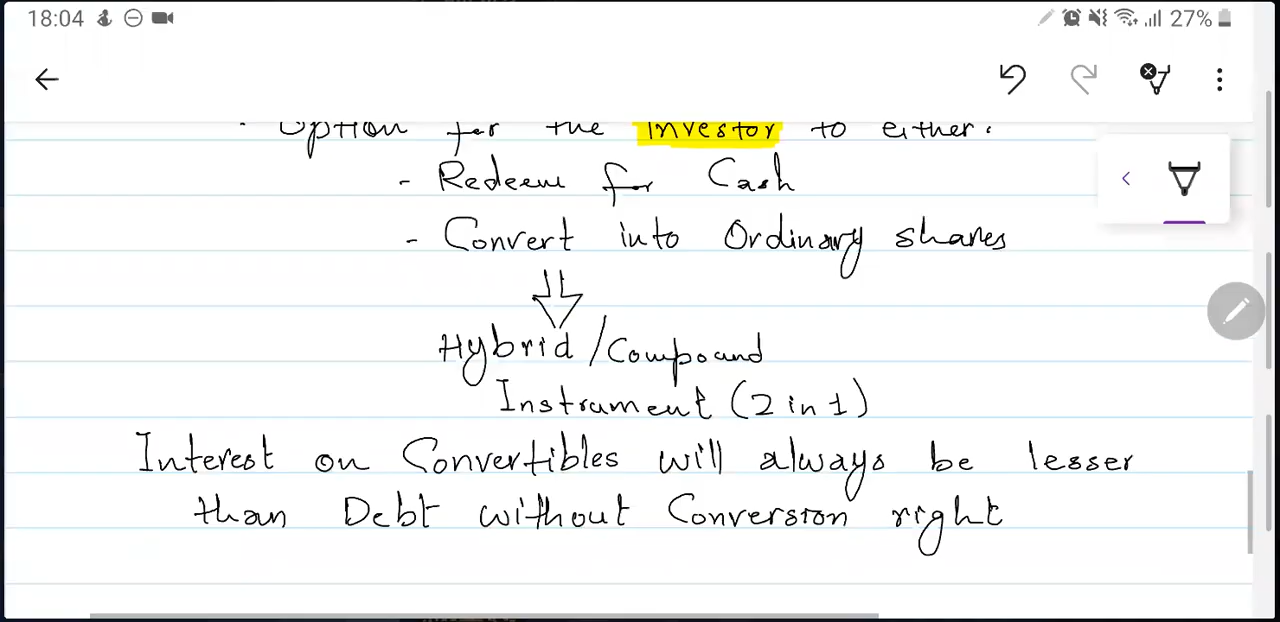 18:04 27%
· Option for the Investor to either.
- Redeem for Cash
- Convert into Ordinary shares
Hybrid/Compound
Instrument (2 in 1)
Interest on Convertibles will always be lesser
than Debt without Conversion right